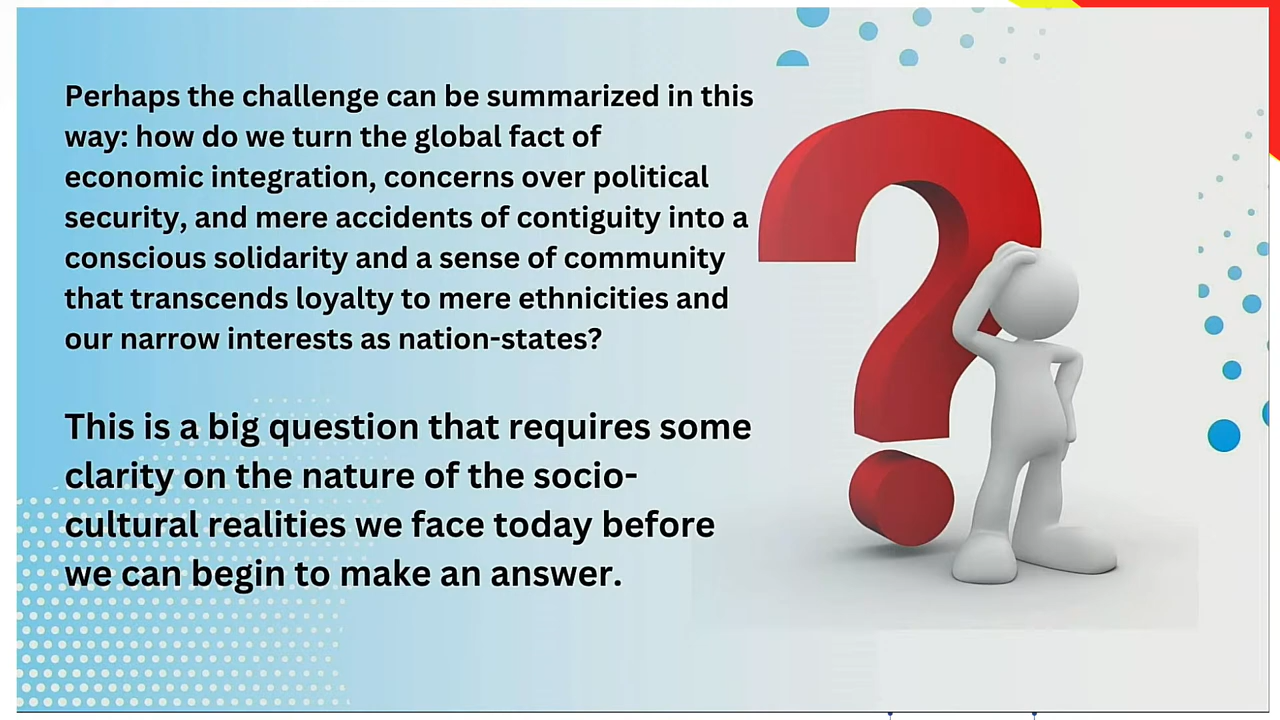 Perhaps the challenge can be summarized in this
way: how do we turn the global fact of
economic integration, concerns over political
security, and mere accidents of contiguity into a
conscious solidarity and a sense of community
that transcends loyalty to mere ethnicities and
our narrow interests as nation-states?
This is a big question that requires some
clarity on the nature of the socio-
cultural realities we face today before
we can begin to make an answer.